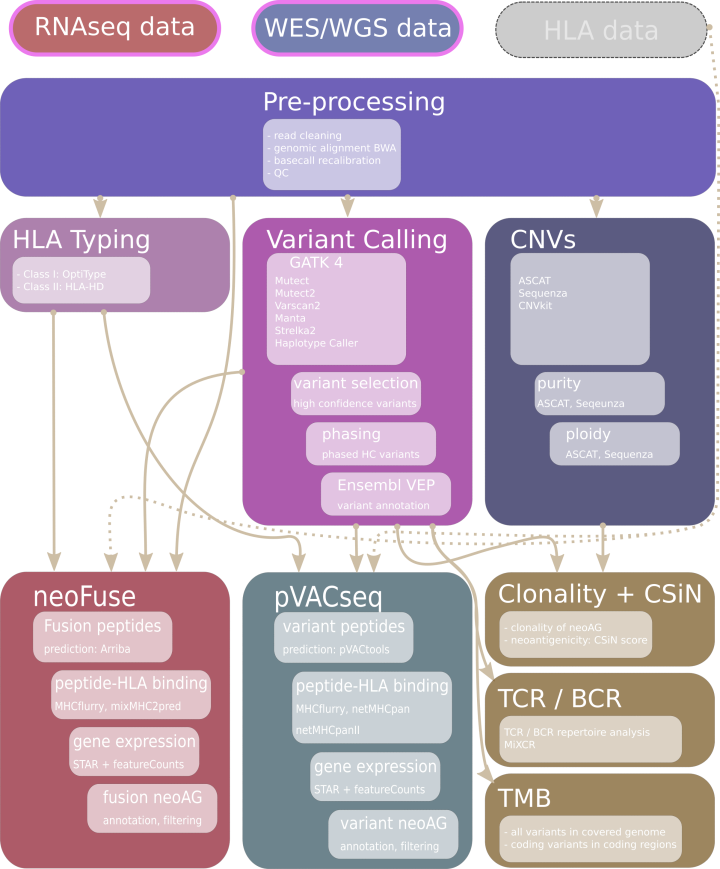 RNAseq data
WES/WGS data
HLA data
Pre-processing
- read cleaning
- genomic alignment BWA
- basecall recalibration
- QC
HLA Typing
- Class I: OptiType
- Class II: HLA-HD
Variant Calling
GATK 4
Mutect
Mutect2
Varscan2
Manta
Strelka2
Haplotype Caller
variant selection
high confidence variants
phasing
phased HC variants
Ensembl VEP
variant annotation
CNVs
ASCAT
Sequenza
CNVkit
purity
ASCAT, Seqeunza
ploidy
ASCAT, Sequenza
neoFuse
Fusion peptides
prediction: Arriba
peptide-HLA binding
MHCflurry, mixMHC2pred
gene expression
STAR + featureCounts
fusion neoAG
annotation, filtering
pVACseq
variant peptides
prediction: pVACtools
peptide-HLA binding
MHCflurry, netMHCpan
netMHCpanII
gene expression
STAR + featureCounts
variant neoAG
annotation, filtering
Clonality + CSiN
- clonality of neoAG
- neoantigenicity: CSiN score
TCR / BCR
TCR / BCR repertoire analysis
MiXCR
TMB
- all variants in covered genome
- coding variants in coding regions